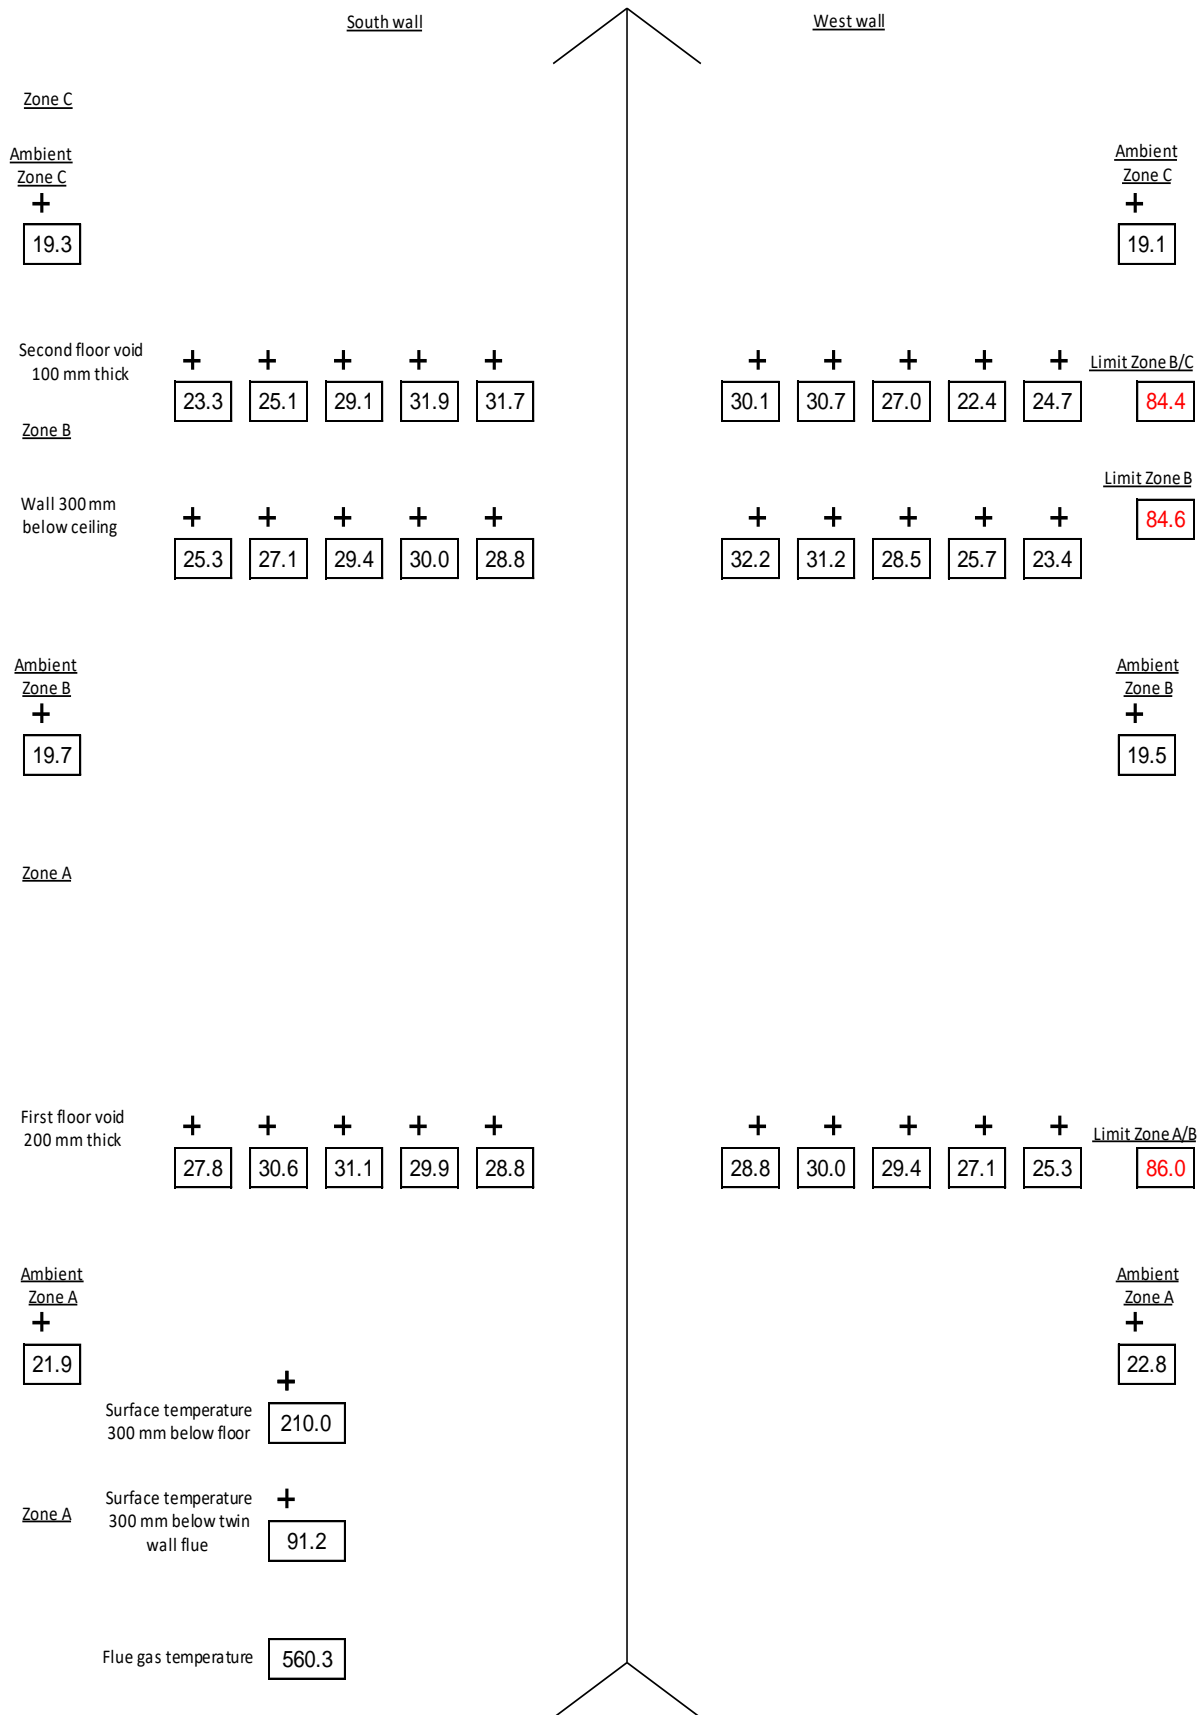 South wall
West wall
Zone C
Ambient
Zone C
+
19.3
Ambient
Zone C
+
19.1
Second floor void
100 mm thick
+ + + + +
23.3 25.1 29.1 31.9 31.7
+ + + + +
30.1 30.7 27.0 22.4 24.7
Limit Zone B/C
84.4
Zone B
Limit Zone B
84.6
Wall 300 mm
below ceiling
+ + + + +
25.3 27.1 29.4 30.0 28.8
+ + + + +
32.2 31.2 28.5 25.7 23.4
Ambient
Zone B
+
19.7
Ambient
Zone B
+
19.5
Zone A
First floor void
200 mm thick
+ + + + +
27.8 30.6 31.1 29.9 28.8
+ + + + +
28.8 30.0 29.4 27.1 25.3
Limit Zone A/B
86.0
Ambient
Zone A
+
21.9
Ambient
Zone A
+
22.8
Surface temperature
300 mm below floor
+
210.0
Zone A
Surface temperature
300 mm below twin
wall flue
+
91.2
Flue gas temperature
560.3